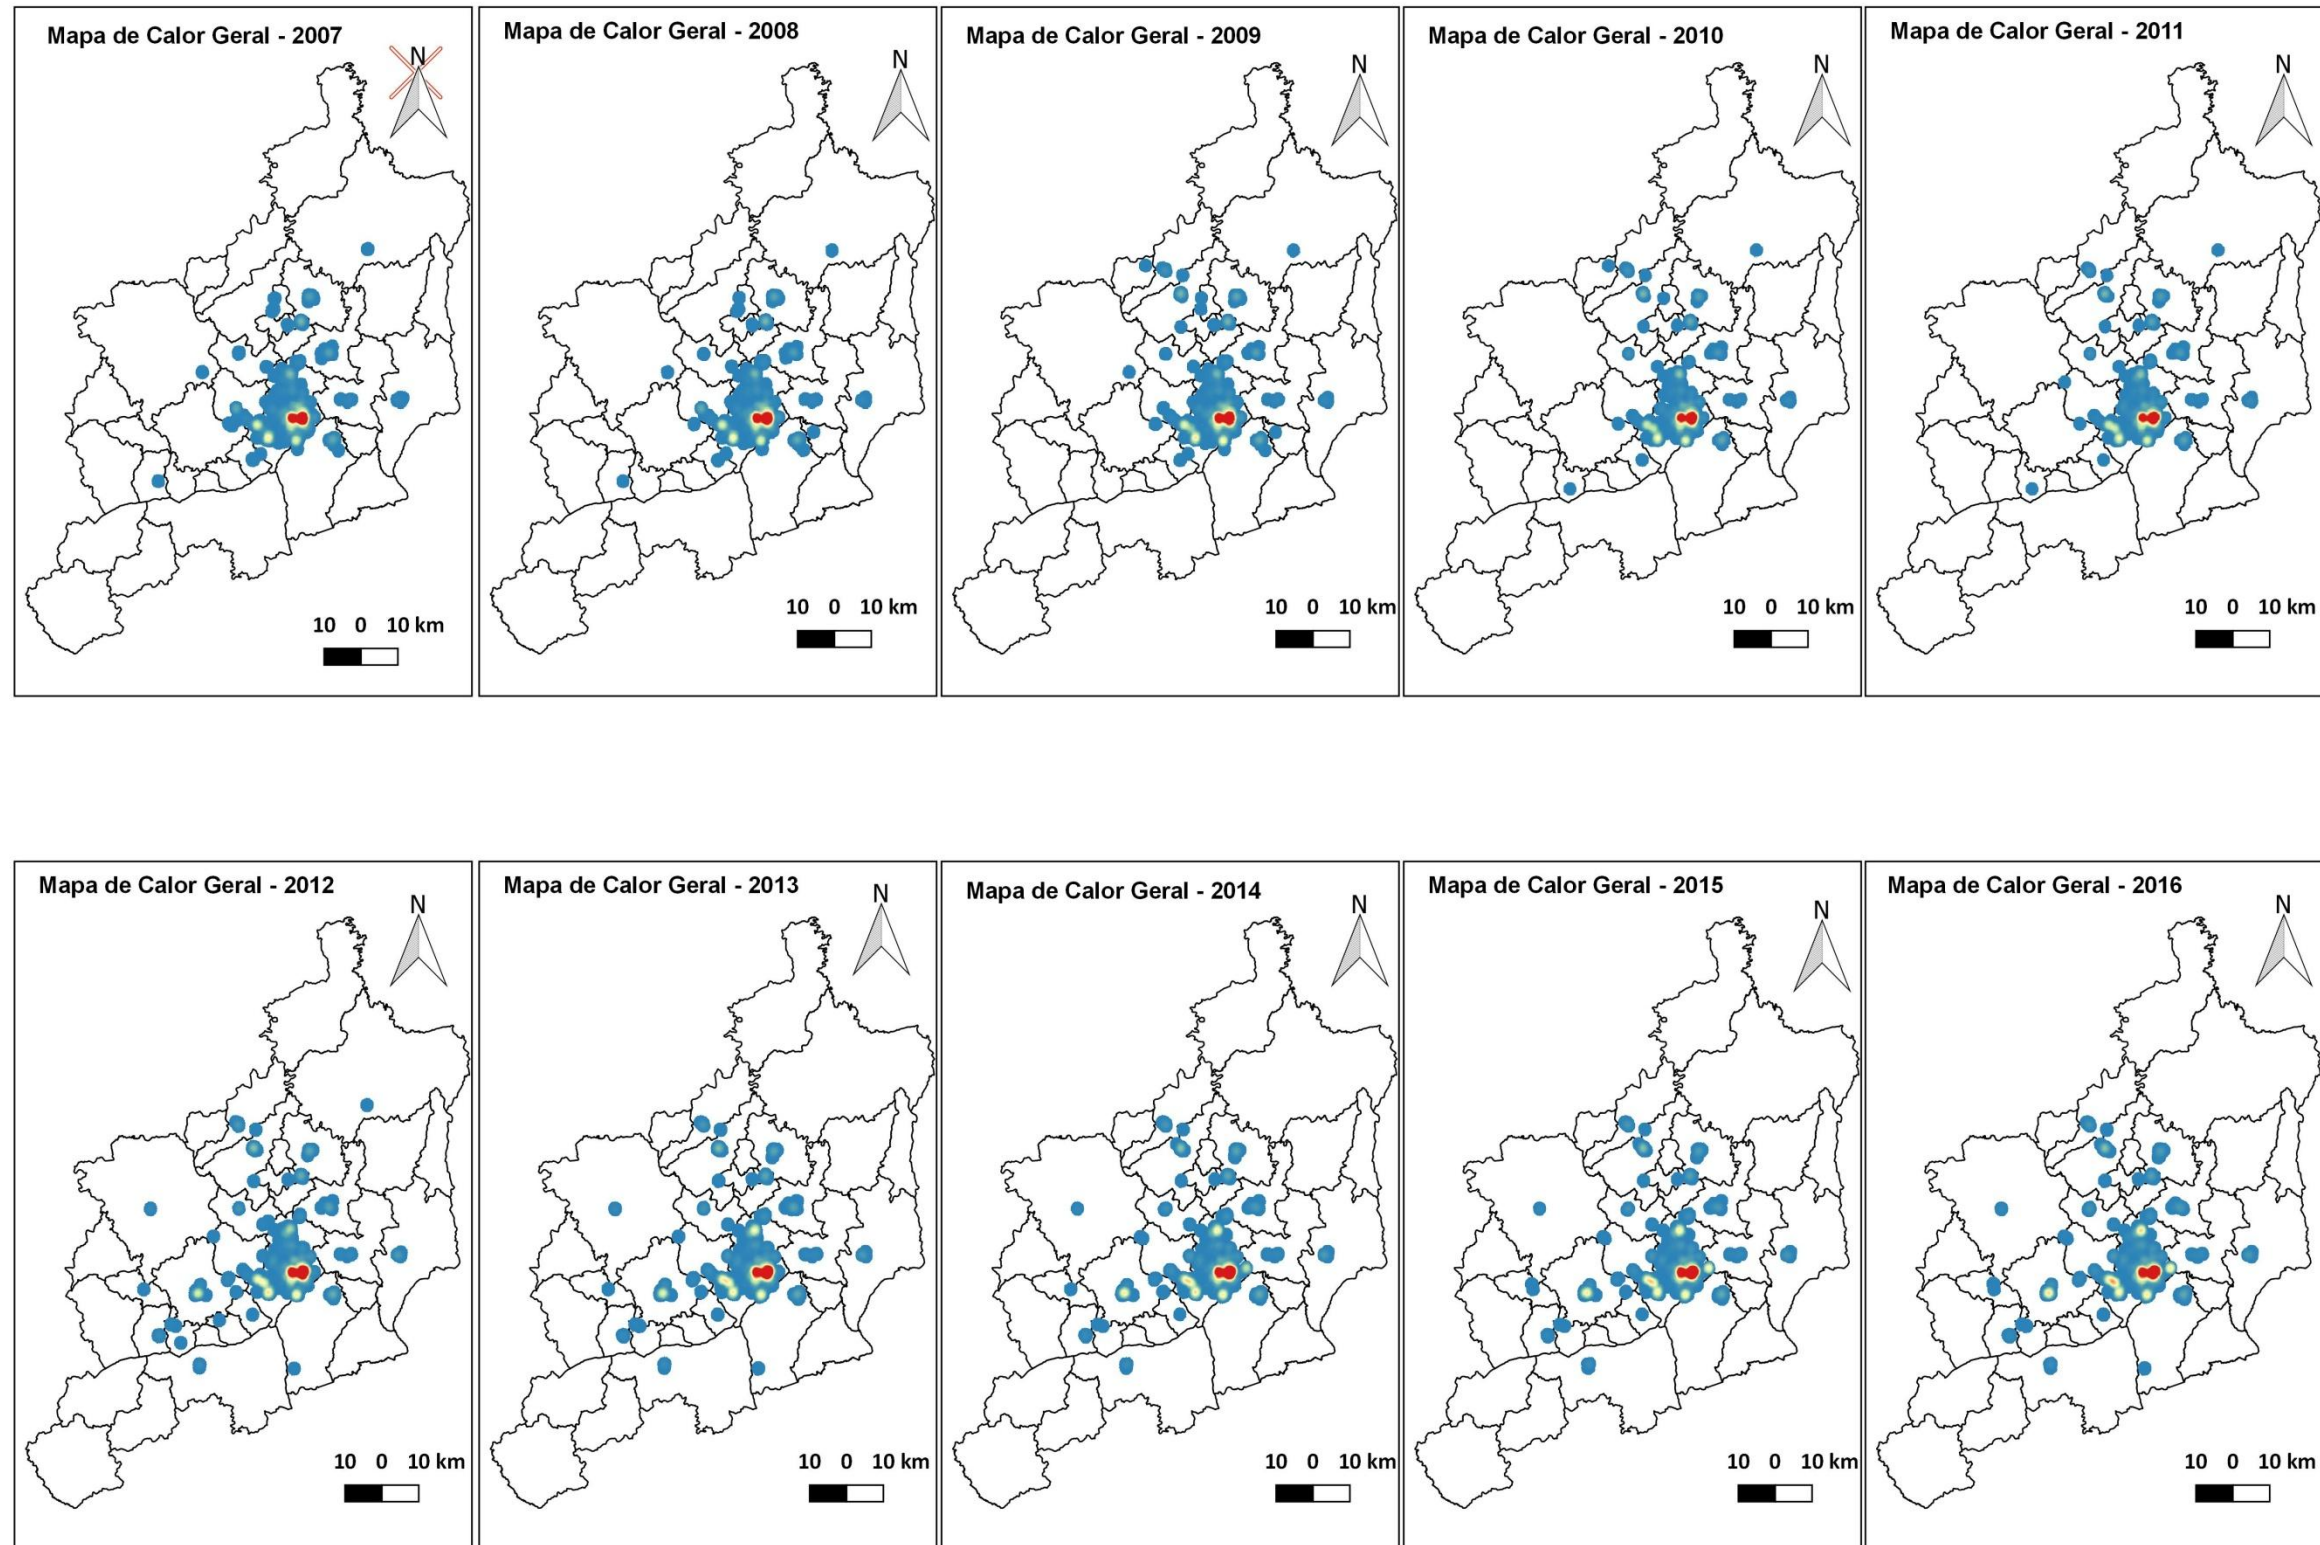 Mapa de Calor Geral - 2007
N
10 0 10 km
Mapa de Calor Geral - 2008
N
10 0 10 km
Mapa de Calor Geral - 2009
N
10 0 10 km
Mapa de Calor Geral - 2010
N
10 0 10 km
Mapa de Calor Geral - 2011
N
10 0 10 km
Mapa de Calor Geral - 2012
N
10 0 10 km
Mapa de Calor Geral - 2013
N
10 0 10 km
Mapa de Calor Geral - 2014
N
10 0 10 km
Mapa de Calor Geral - 2015
N
10 0 10 km
Mapa de Calor Geral - 2016
N
10 0 10 km